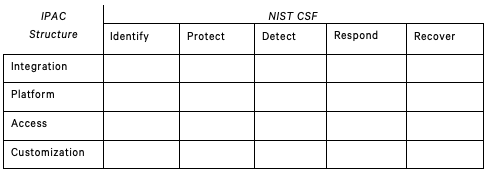 IPAC NIST CSF
Structure Identify Protect Detect Respond Recover
Integration
Platform
Access
Customization